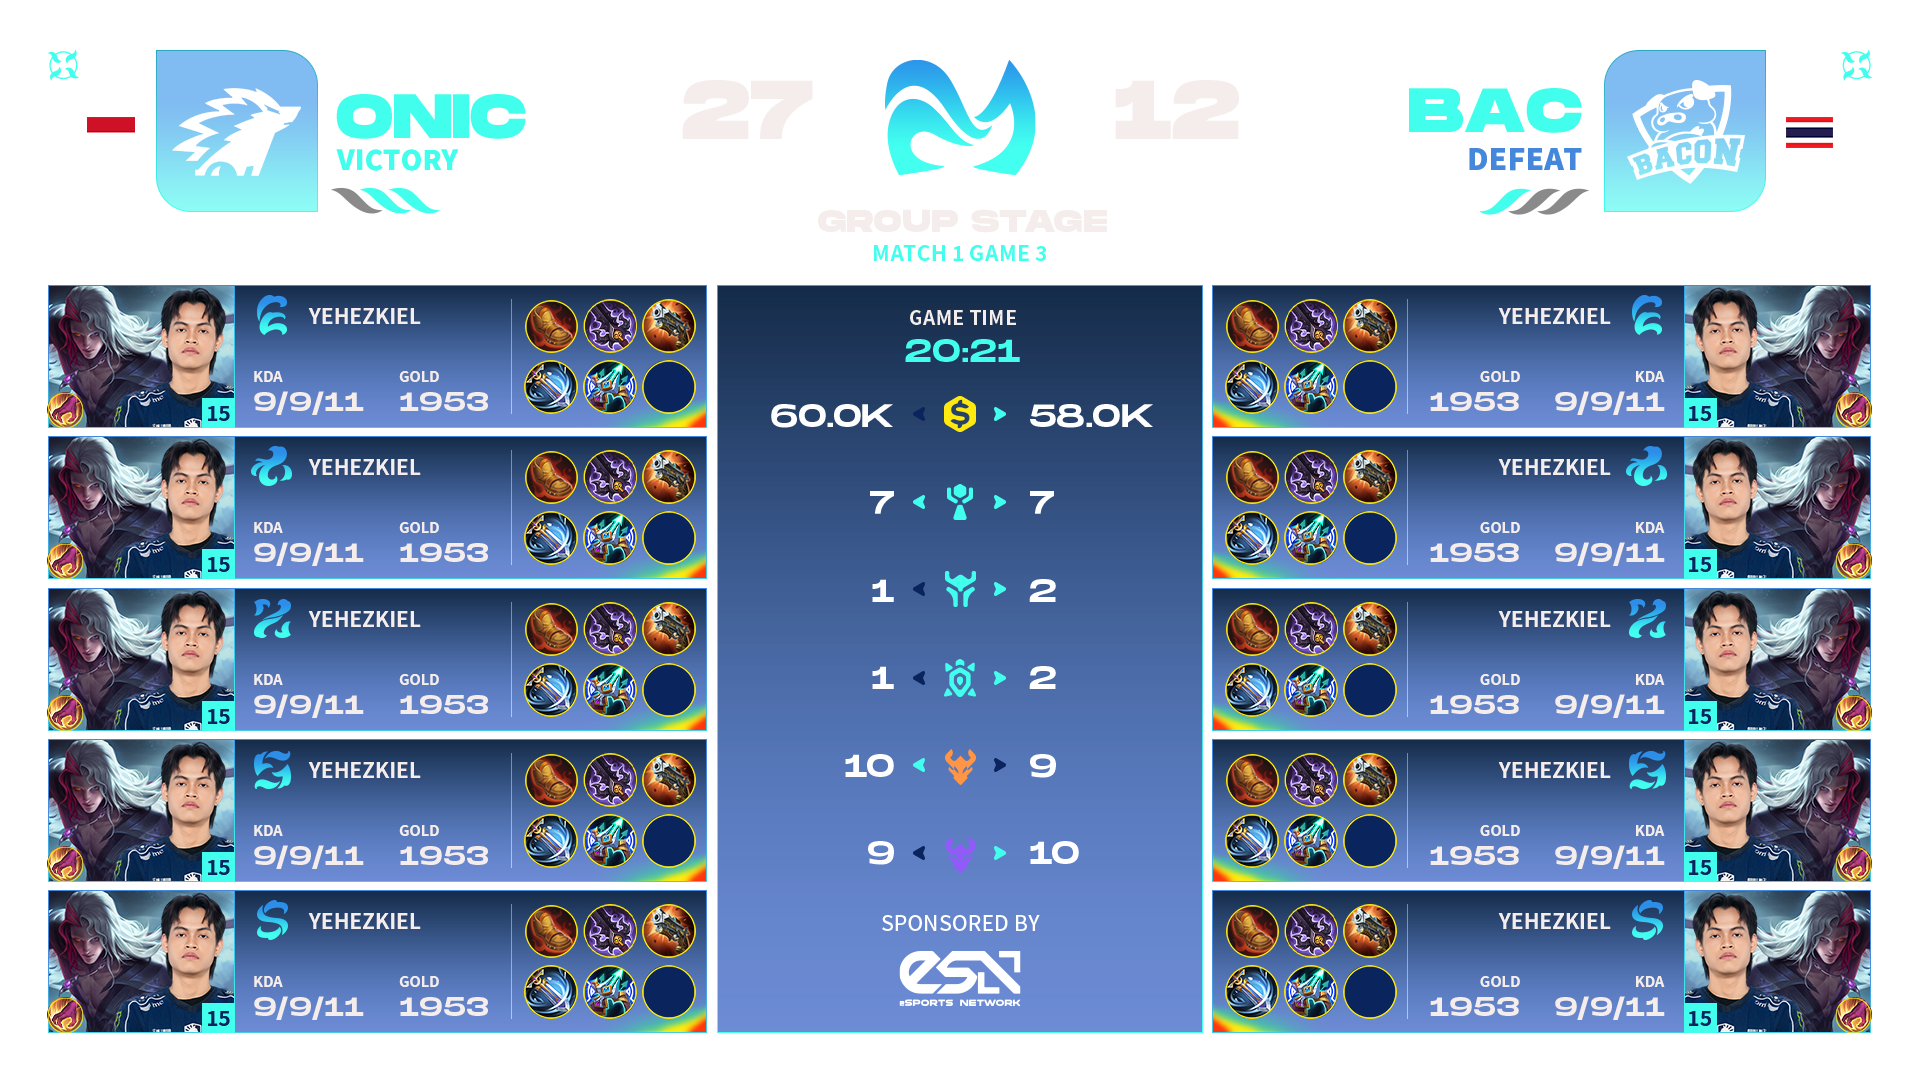 ONIC
VICTORY
27
12
BAC
DEFEAT
BACON
GROUP STAGE
MATCH 1 GAME 3
YEHEZKIEL
KDA GOLD
9/9/11 1953
15
YEHEZKIEL
KDA GOLD
9/9/11 1953
15
YEHEZKIEL
KDA GOLD
9/9/11 1953
15
YEHEZKIEL
KDA GOLD
9/9/11 1953
15
YEHEZKIEL
KDA GOLD
9/9/11 1953
15
GAME TIME
20:21
60.0K $ 58.0K
7 7
1 2
1 2
10 9
9 10
SPONSORED BY
eSN
eSPORTS NETWORK
YEHEZKIEL
GOLD KDA
1953 9/9/11
15
YEHEZKIEL
GOLD KDA
1953 9/9/11
15
YEHEZKIEL
GOLD KDA
1953 9/9/11
15
YEHEZKIEL
GOLD KDA
1953 9/9/11
15
YEHEZKIEL
GOLD KDA
1953 9/9/11
15